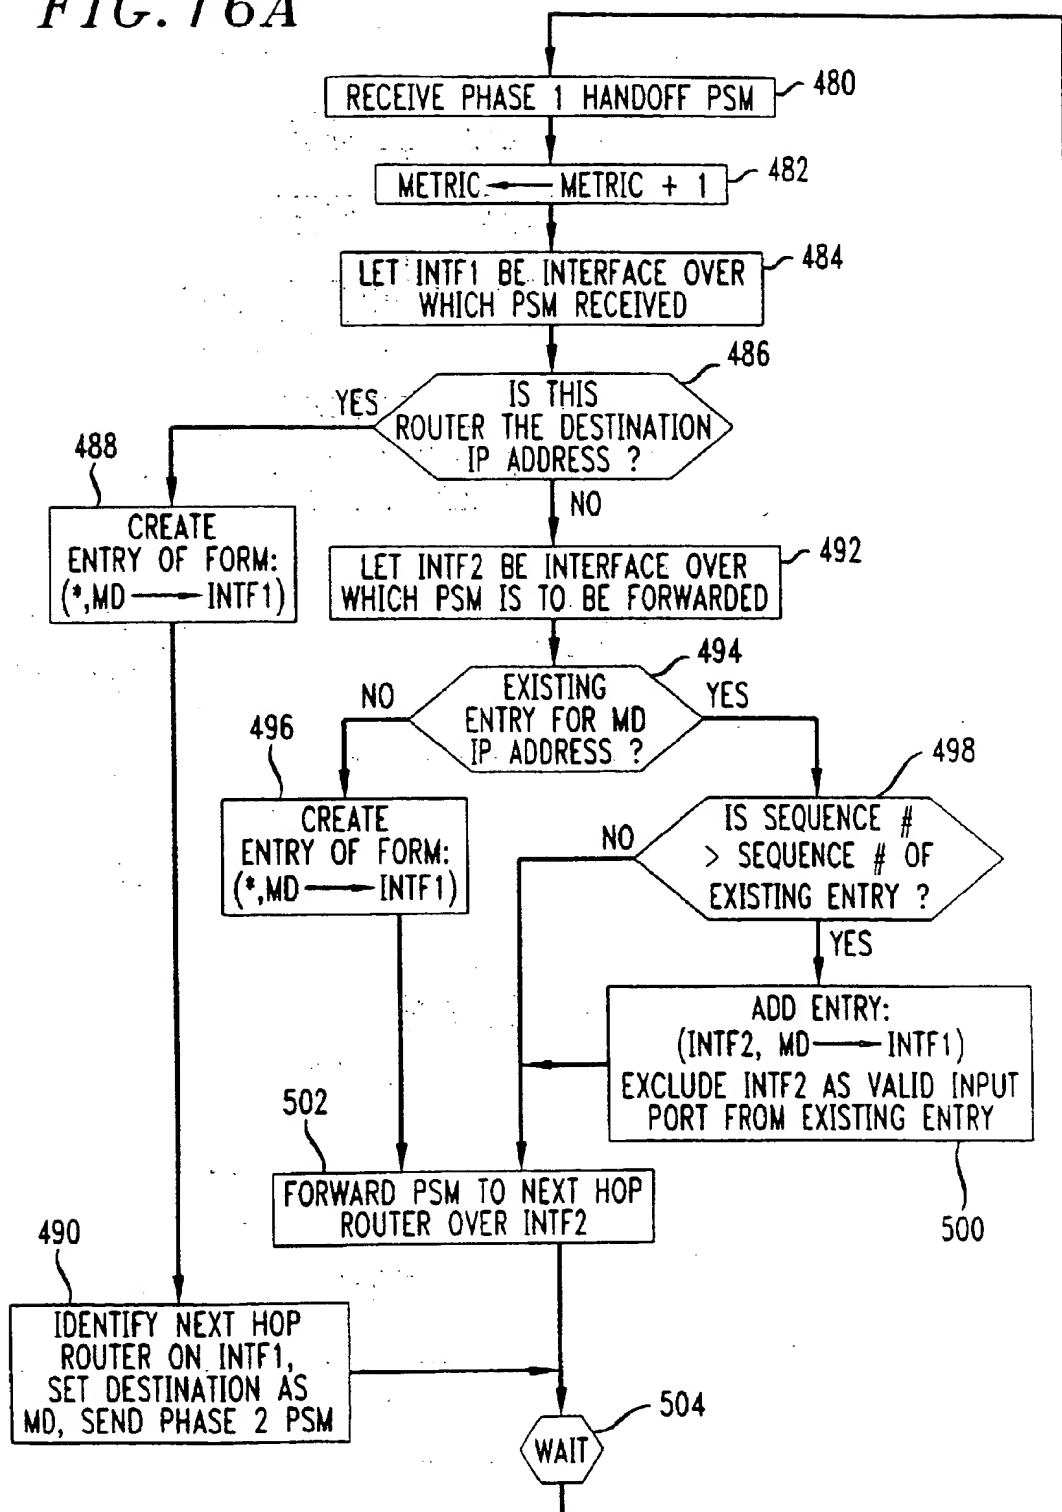 FIG. 16A
RECEIVE PHASE 1 HANDOFF PSM
480
METRIC ← METRIC + 1
482
LET INTF1 BE INTERFACE OVER
WHICH PSM RECEIVED
484
IS THIS
ROUTER THE DESTINATION
IP ADDRESS ?
486
YES
NO
488
CREATE
ENTRY OF FORM:
(*,MD → INTF1)
LET INTF2 BE INTERFACE OVER
WHICH PSM IS TO BE FORWARDED
492
EXISTING
ENTRY FOR MD
IP ADDRESS ?
494
NO
YES
496
CREATE
ENTRY OF FORM:
(*,MD → INTF1)
IS SEQUENCE #
> SEQUENCE # OF
EXISTING ENTRY ?
498
NO
YES
ADD ENTRY:
(INTF2, MD → INTF1)
EXCLUDE INTF2 AS VALID INPUT
PORT FROM EXISTING ENTRY
500
502
FORWARD PSM TO NEXT HOP
ROUTER OVER INTF2
490
IDENTIFY NEXT HOP
ROUTER ON INTF1,
SET DESTINATION AS
MD, SEND PHASE 2 PSM
WAIT
504